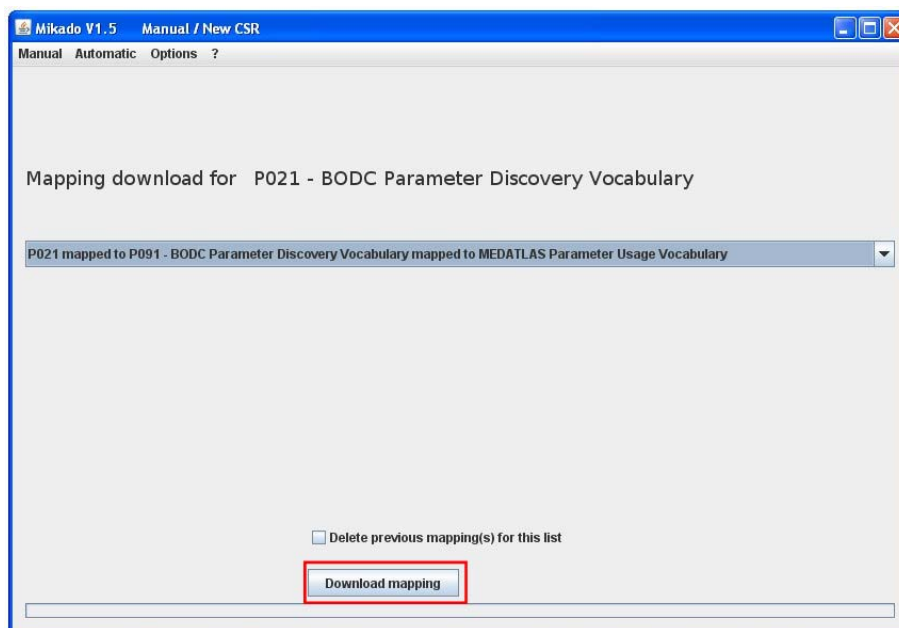 Mikado V1.5 Manual / New CSR
Manual Automatic Options ?
Mapping download for P021 - BODC Parameter Discovery Vocabulary
P021 mapped to P091 - BODC Parameter Discovery Vocabulary mapped to MEDATLAS Parameter Usage Vocabulary
Delete previous mapping(s) for this list
Download mapping